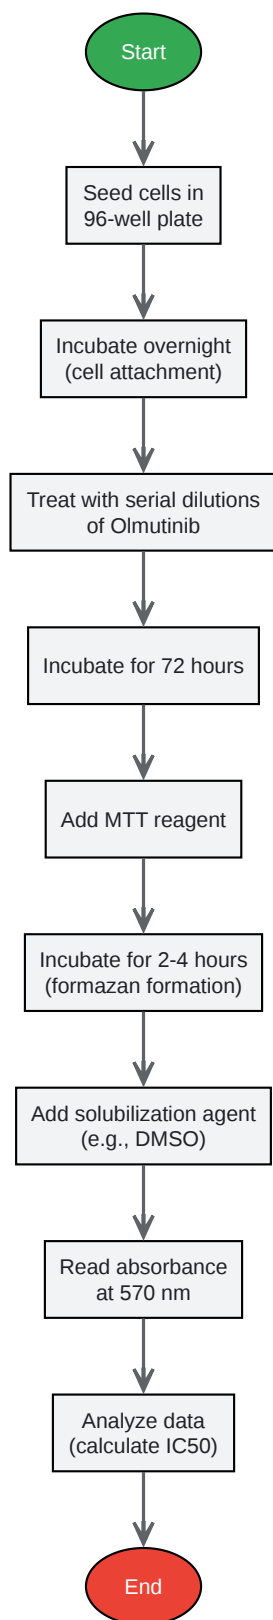 Start
Seed cells in
96-well plate
Incubate overnight
(cell attachment)
Treat with serial dilutions
of Olmutinib
Incubate for 72 hours
Add MTT reagent
Incubate for 2-4 hours
(formazan formation)
Add solubilization agent
(e.g., DMSO)
Read absorbance
at 570 nm
Analyze data
(calculate IC50)
End